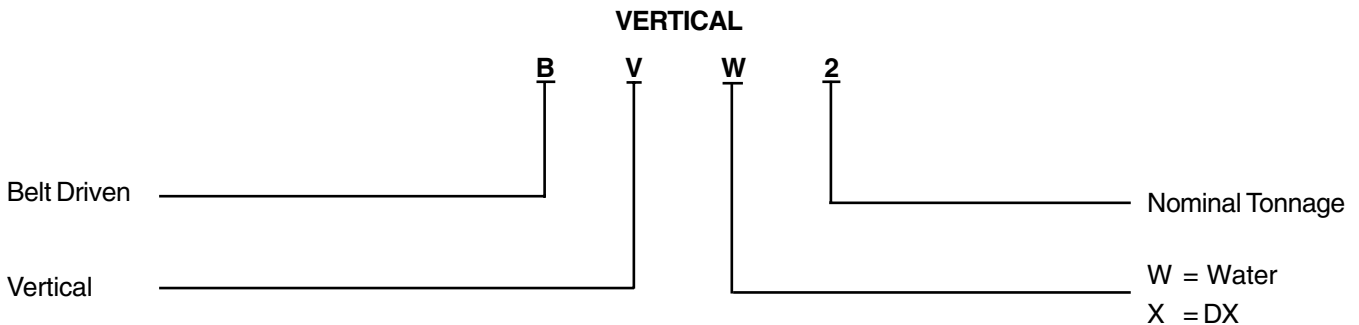 VERTICAL
B V W 2
Belt Driven
Nominal Tonnage
Vertical
W = Water
X = DX